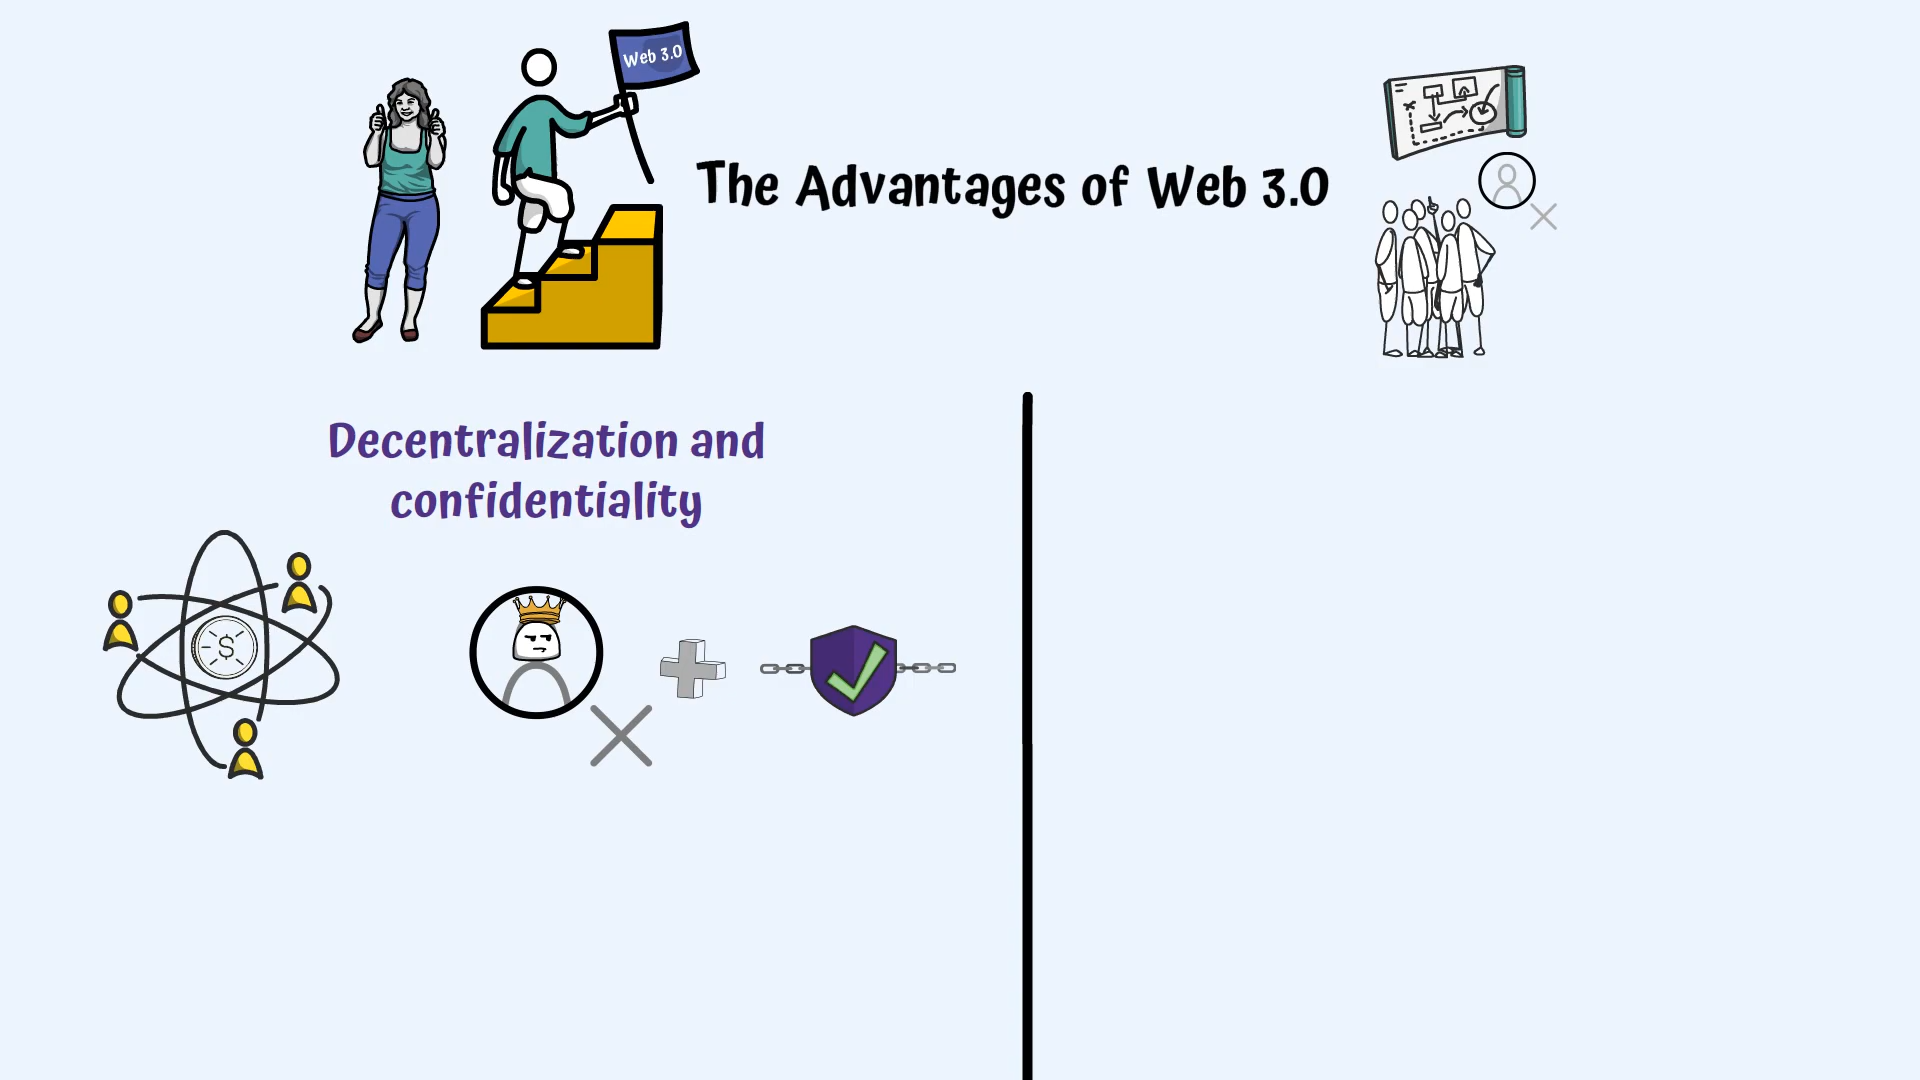 Web 3.0
The Advantages of Web 3.0
Decentralization and
confidentiality
$